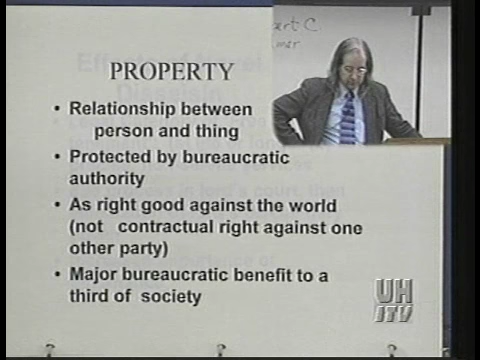 PROPERTY
• Relationship between
person and thing
• Protected by bureaucratic
authority
• As right good against the world
(not contractual right against one
other party)
• Major bureaucratic benefit to a
third of society
UH
ITV